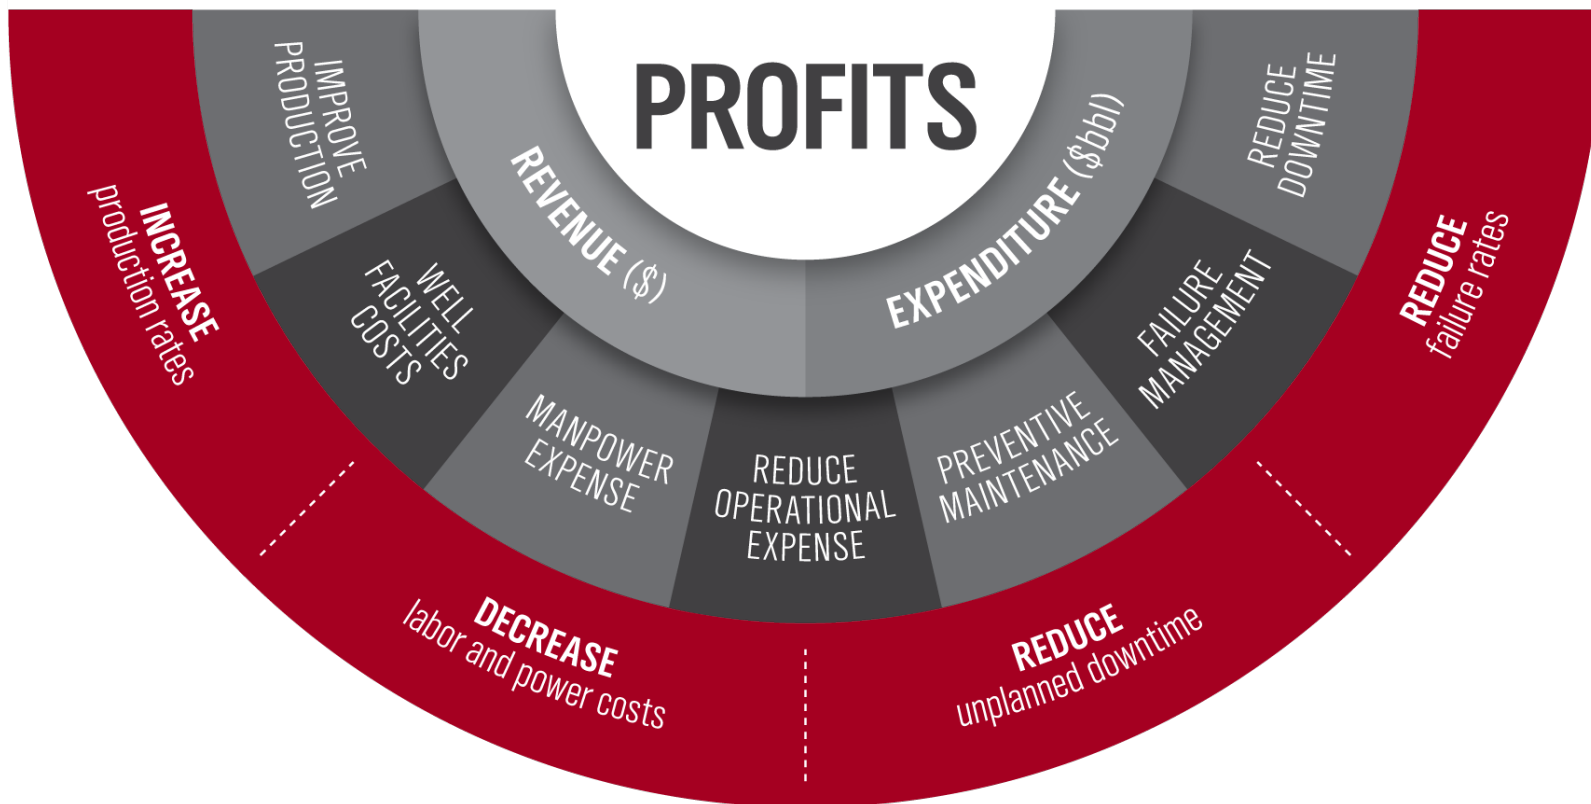 PROFITS
REVENUE ($)
EXPENDITURE ($bbl)
IMPROVE
PRODUCTION
WELL
FACILITIES
COSTS
MANPOWER
EXPENSE
REDUCE
OPERATIONAL
EXPENSE
PREVENTIVE
MAINTENANCE
FAILURE
MANAGEMENT
REDUCE
DOWNTIME
INCREASE
production rates
DECREASE
labor and power costs
REDUCE
unplanned downtime
REDUCE
failure rates